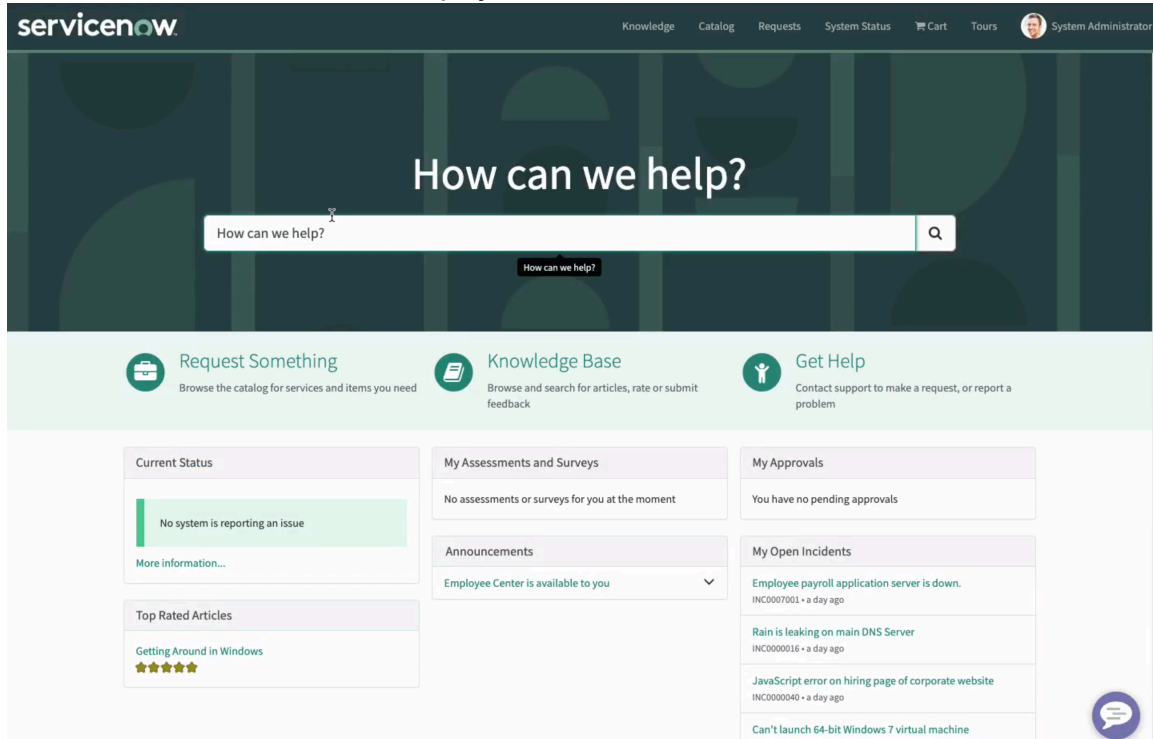 servicenow.
Knowledge Catalog Requests System Status Cart Tours System Administrator
How can we help?
How can we help?
How can we help?
Request Something
Browse the catalog for services and items you need
Knowledge Base
Browse and search for articles, rate or submit
feedback
Get Help
Contact support to make a request, or report a
problem
Current Status
No system is reporting an issue
More information...
Top Rated Articles
Getting Around in Windows
My Assessments and Surveys
No assessments or surveys for you at the moment
Announcements
Employee Center is available to you
My Approvals
You have no pending approvals
My Open Incidents
Employee payroll application server is down.
INC0007001 • a day ago
Rain is leaking on main DNS Server
INC0000016 • a day ago
JavaScript error on hiring page of corporate website
INC0000040 • a day ago
Can't launch 64-bit Windows 7 virtual machine